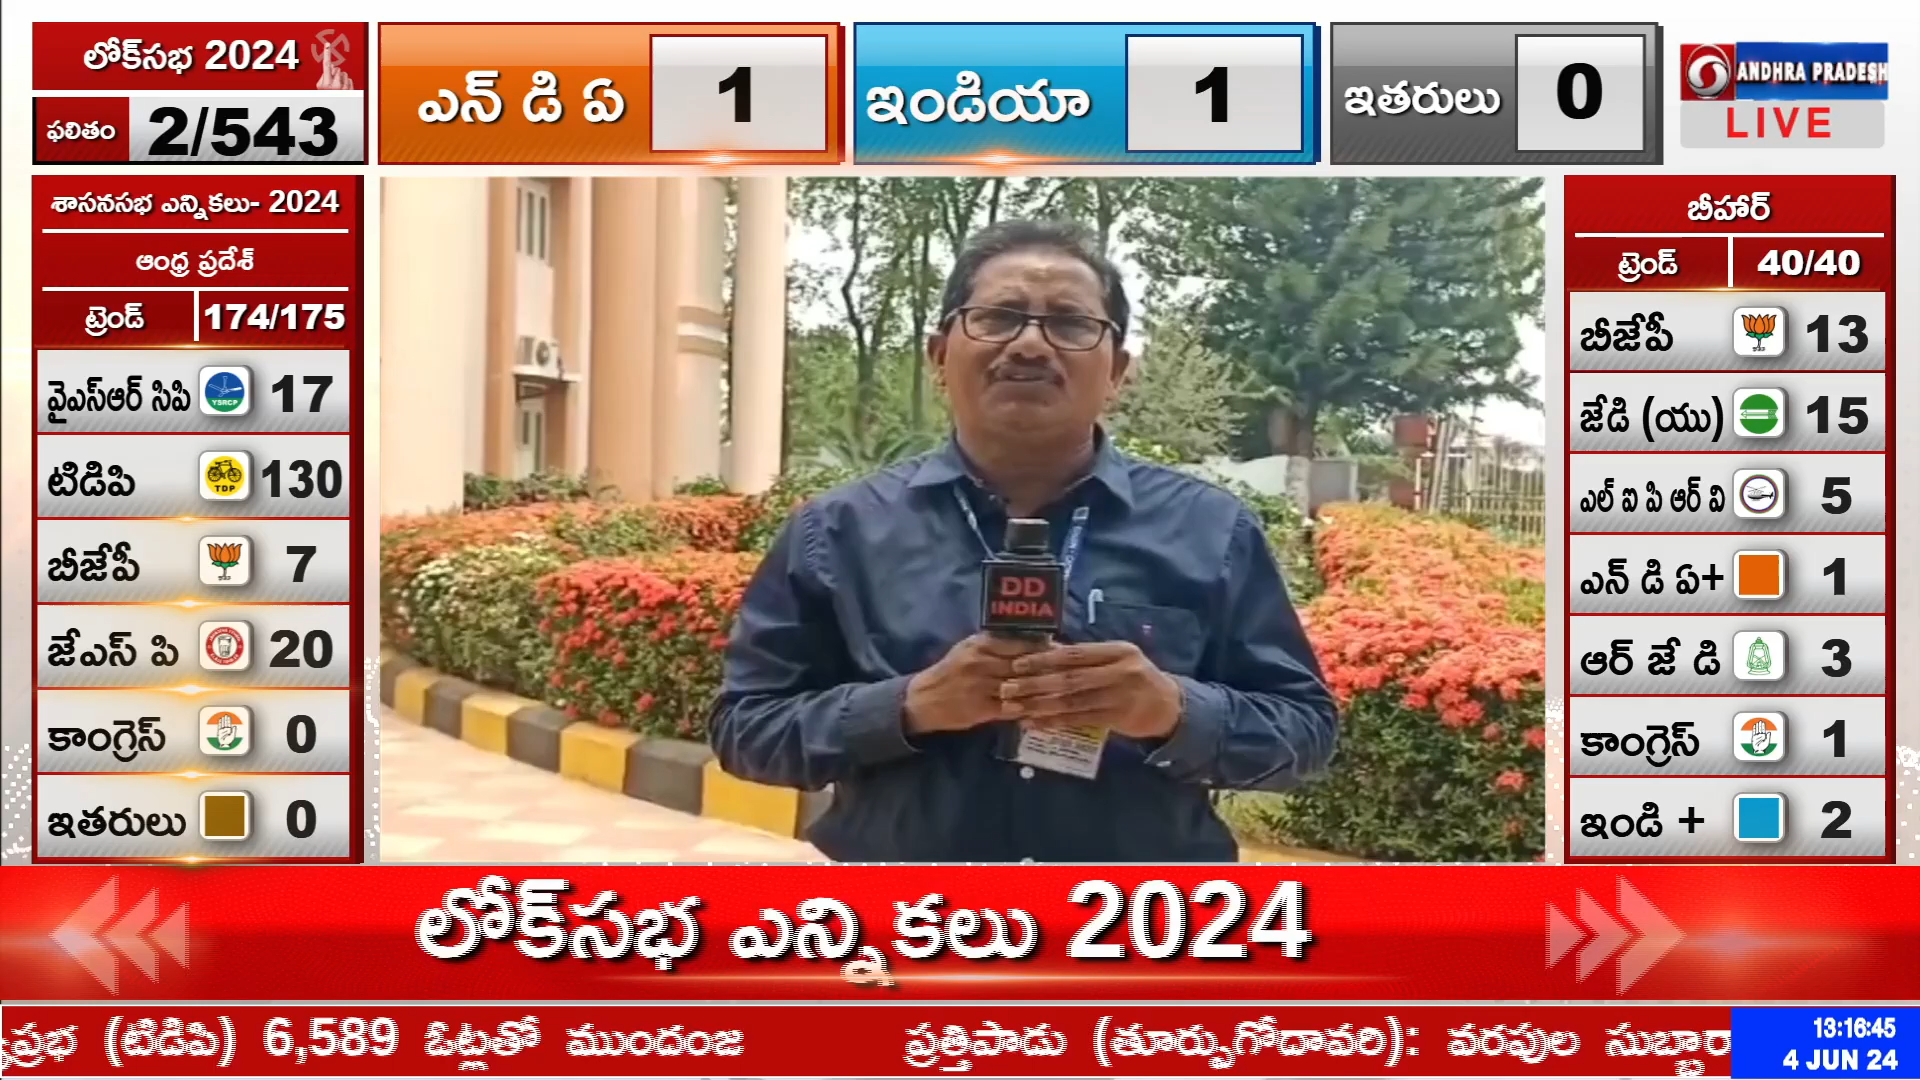 లోక్‌సభ 2024
ఫలితం 2/543
ఎన్ డి ఏ 1
ఇండియా 1
ఇతరులు 0
ANDHRA PRADESH
LIVE
శాసనసభ ఎన్నికలు- 2024
ఆంధ్ర ప్రదేశ్
ట్రెండ్ 174/175
వైఎస్ఆర్ సిపి YSRCP 17
టిడిపి TDP 130
బీజేపీ 7
జేఎస్ పి 20
కాంగ్రెస్ 0
ఇతరులు 0
DD
INDIA
బీహార్
ట్రెండ్ 40/40
బీజేపీ 13
జేడి (యు) 15
ఎల్ ఐ పి ఆర్ వి 5
ఎన్ డి ఏ+ 1
ఆర్ జే డి 3
కాంగ్రెస్ 1
ఇండి + 2
లోక్‌సభ ఎన్నికలు 2024
ప్రభ (టిడిపి) 6,589 ఓట్లతో ముందంజ ప్రత్తిపాడు (తూర్పుగోదావరి): వరపుల సుబ్బారా
13:16:45
4 JUN 24